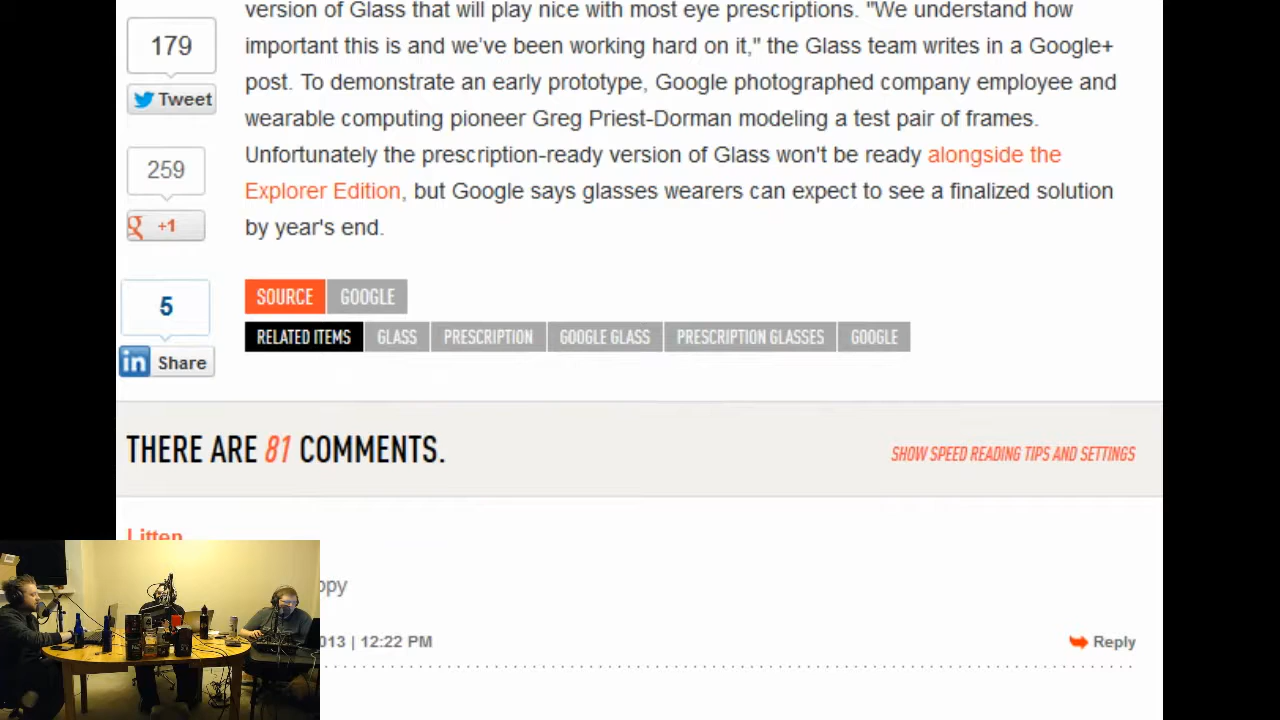 version of Glass that will play nice with most eye prescriptions. "We understand how
important this is and we've been working hard on it," the Glass team writes in a Google+
post. To demonstrate an early prototype, Google photographed company employee and
wearable computing pioneer Greg Priest-Dorman modeling a test pair of frames.
Unfortunately the prescription-ready version of Glass won't be ready alongside the
Explorer Edition, but Google says glasses wearers can expect to see a finalized solution
by year's end.
179
Tweet
259
g +1
5
in Share
SOURCE GOOGLE
RELATED ITEMS GLASS PRESCRIPTION GOOGLE GLASS PRESCRIPTION GLASSES GOOGLE
THERE ARE 81 COMMENTS.
SHOW SPEED READING TIPS AND SETTINGS
Litten
ppy
013 | 12:22 PM
Reply